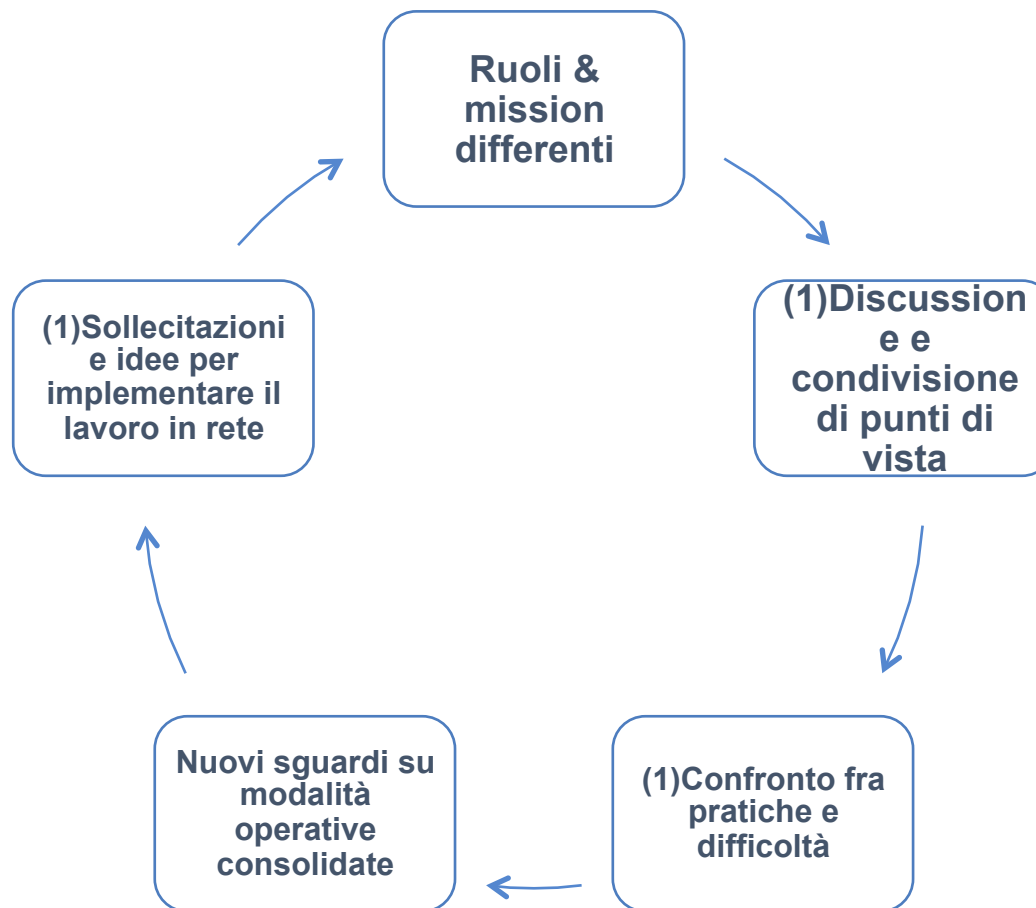 Ruoli &
mission
differenti
(1)Discussion
e e
condivisione
di punti di
vista
(1)Confronto fra
pratiche e
difficoltà
Nuovi sguardi su
modalità
operative
consolidate
(1)Sollecitazioni
e idee per
implementare il
lavoro in rete